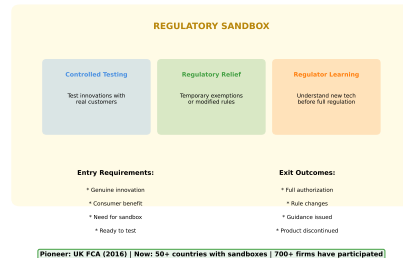 REGULATORY SANDBOX
Controlled Testing
Test innovations with
real customers
Regulatory Relief
Temporary exemptions
or modified rules
Regulator Learning
Understand new tech
before full regulation
Entry Requirements:
* Genuine innovation
* Consumer benefit
* Need for sandbox
* Ready to test
Exit Outcomes:
* Full authorization
* Rule changes
* Guidance issued
* Product discontinued
Pioneer: UK FCA (2016) | Now: 50+ countries with sandboxes | 700+ firms have participated